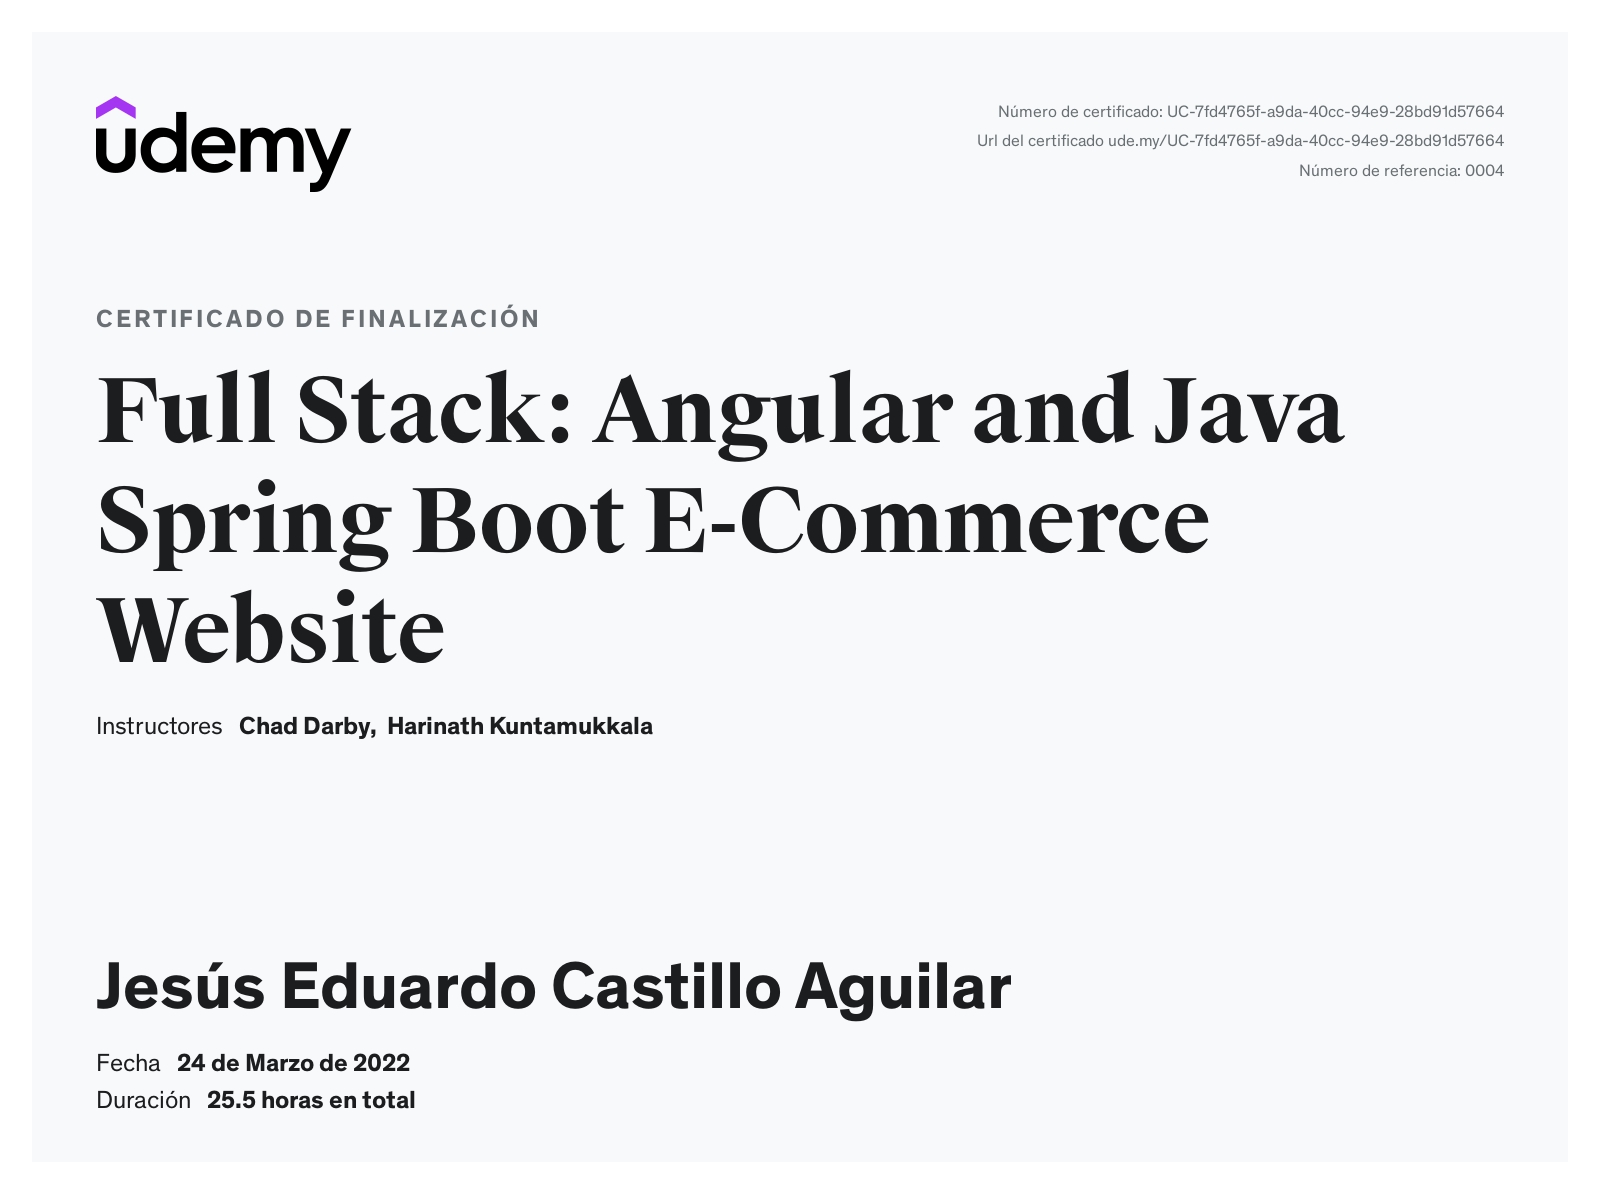 udemy
Número de certificado: UC-7fd4765f-a9da-40cc-94e9-28bd91d57664
Url del certificado ude.my/UC-7fd4765f-a9da-40cc-94e9-28bd91d57664
Número de referencia: 0004
CERTIFICADO DE FINALIZACIÓN
Full Stack: Angular and Java
Spring Boot E-Commerce
Website
Instructores Chad Darby, Harinath Kuntamukkala
Jesús Eduardo Castillo Aguilar
Fecha 24 de Marzo de 2022
Duración 25.5 horas en total